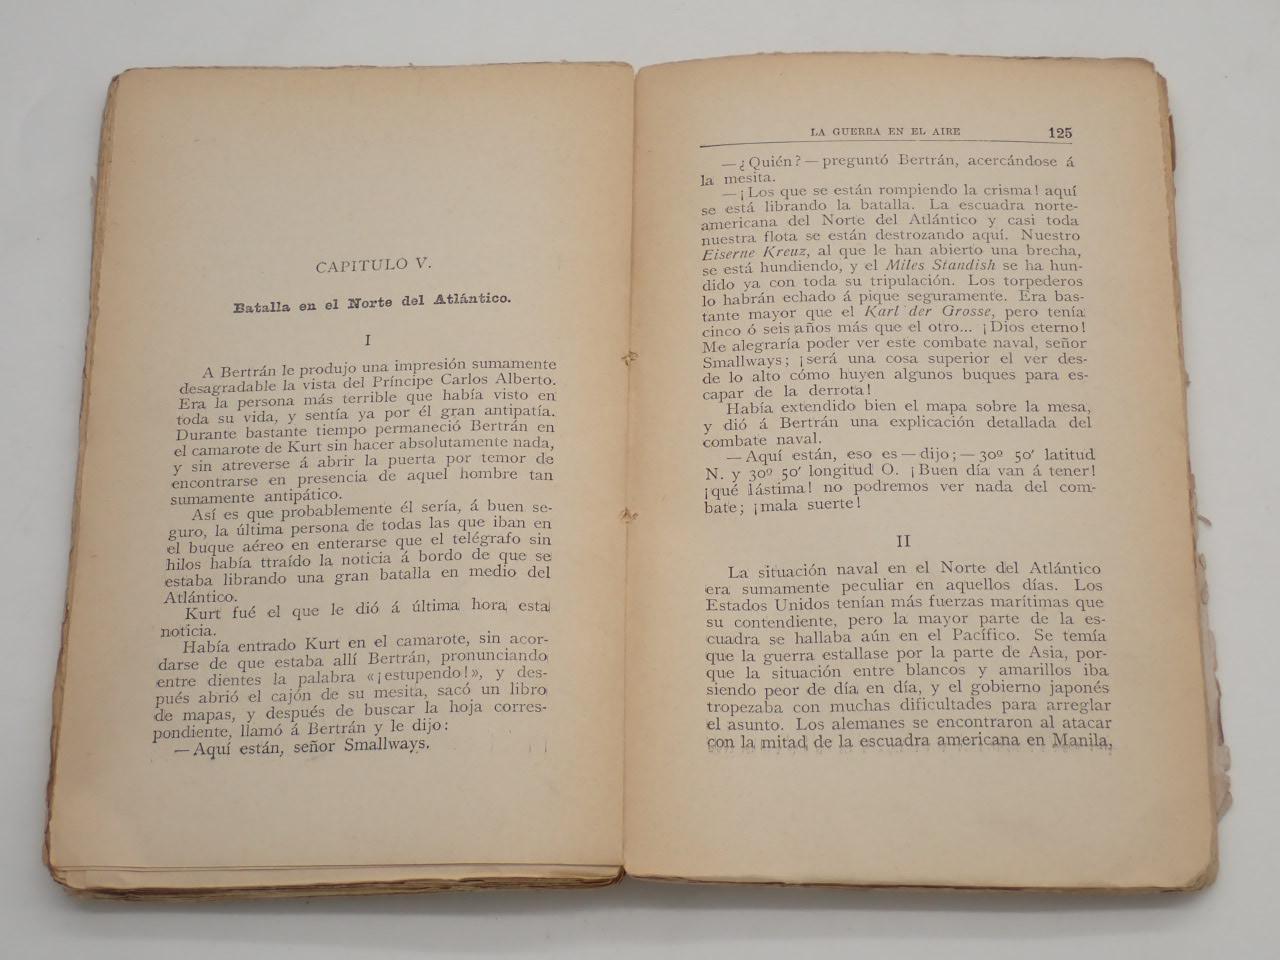 CAPITULO V.
Batalla en el Norte del Atlántico.
I
A Bertrán le produjo una impresión sumamente
desagradable la vista del Príncipe Carlos Alberto.
Era la persona más terrible que había visto en
toda su vida, y sentía ya por él gran antipatía.
Durante bastante tiempo permaneció Bertrán en
el camarote de Kurt sin hacer absolutamente nada,
y sin atreverse á abrir la puerta por temor de
encontrarse en presencia de aquel hombre tan
sumamente antipático.
Así es que probablemente él sería, á buen se-
guro, la última persona de todas las que iban en
el buque aéreo en enterarse que el telégrafo sin
hilos había ttraído la noticia á bordo de que se
estaba librando una gran batalla en medio del
Atlántico.
Kurt fué el que le dió á última hora esta
noticia.
Había entrado Kurt en el camarote, sin acor-
darse de que estaba allí Bertrán, pronunciando
entre dientes la palabra «¡estupendo!», y des-
pués abrió el cajón de su mesita, sacó un libro
de mapas, y después de buscar la hoja corres-
pondiente, llamó á Bertrán y le dijo:
—Aquí están, señor Smallways.
LA GUERRA EN EL AIRE 125
—¿Quién?—preguntó Bertrán, acercándose á
la mesita.
—¡Los que se están rompiendo la crisma! aquí
se está librando la batalla. La escuadra norte-
americana del Norte del Atlántico y casi toda
nuestra flota se están destrozando aquí. Nuestro
Eiserne Kreuz, al que le han abierto una brecha,
se está hundiendo, y el Miles Standish se ha hun-
dido ya con toda su tripulación. Los torpederos
lo habrán echado á pique seguramente. Era bas-
tante mayor que el Karl der Grosse, pero tenía
cinco ó seis años más que el otro... ¡Dios eterno!
Me alegraría poder ver este combate naval, señor
Smallways; ¡será una cosa superior el ver des-
de lo alto cómo huyen algunos buques para es-
capar de la derrota!
Había extendido bien el mapa sobre la mesa,
y dió á Bertrán una explicación detallada del
combate naval.
—Aquí están, eso es—dijo;—30º 50' latitud
N. y 30º 50' longitud O. ¡Buen día van á tener!
¡qué lástima! no podremos ver nada del com-
bate; ¡mala suerte!
II
La situación naval en el Norte del Atlántico
era sumamente peculiar en aquellos días. Los
Estados Unidos tenían más fuerzas marítimas que
su contendiente, pero la mayor parte de la es-
cuadra se hallaba aún en el Pacífico. Se temía
que la guerra estallase por la parte de Asia, por-
que la situación entre blancos y amarillos iba
siendo peor de día en día, y el gobierno japonés
tropezaba con muchas dificultades para arreglar
el asunto. Los alemanes se encontraron al atacar
con la mitad de la escuadra americana en Manila,